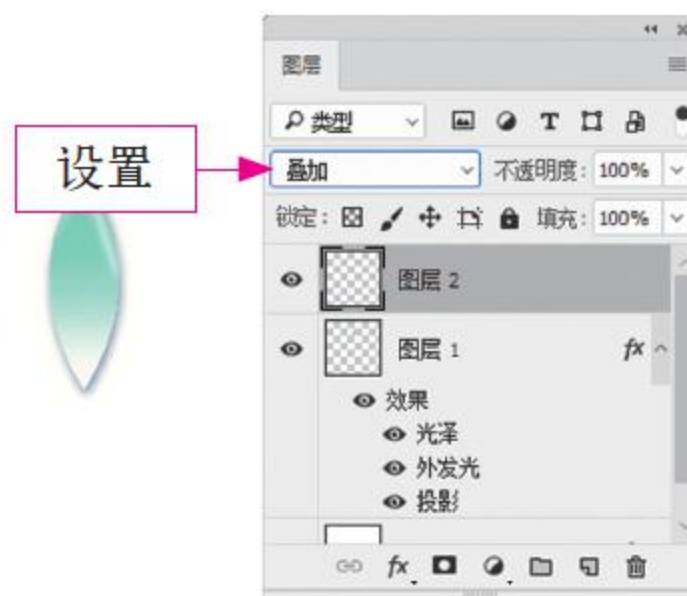 图层
类型
设置
叠加 不透明度: 100%
锁定: 填充: 100%
图层 2
图层 1 fx
效果
光泽
外发光
投影
fx